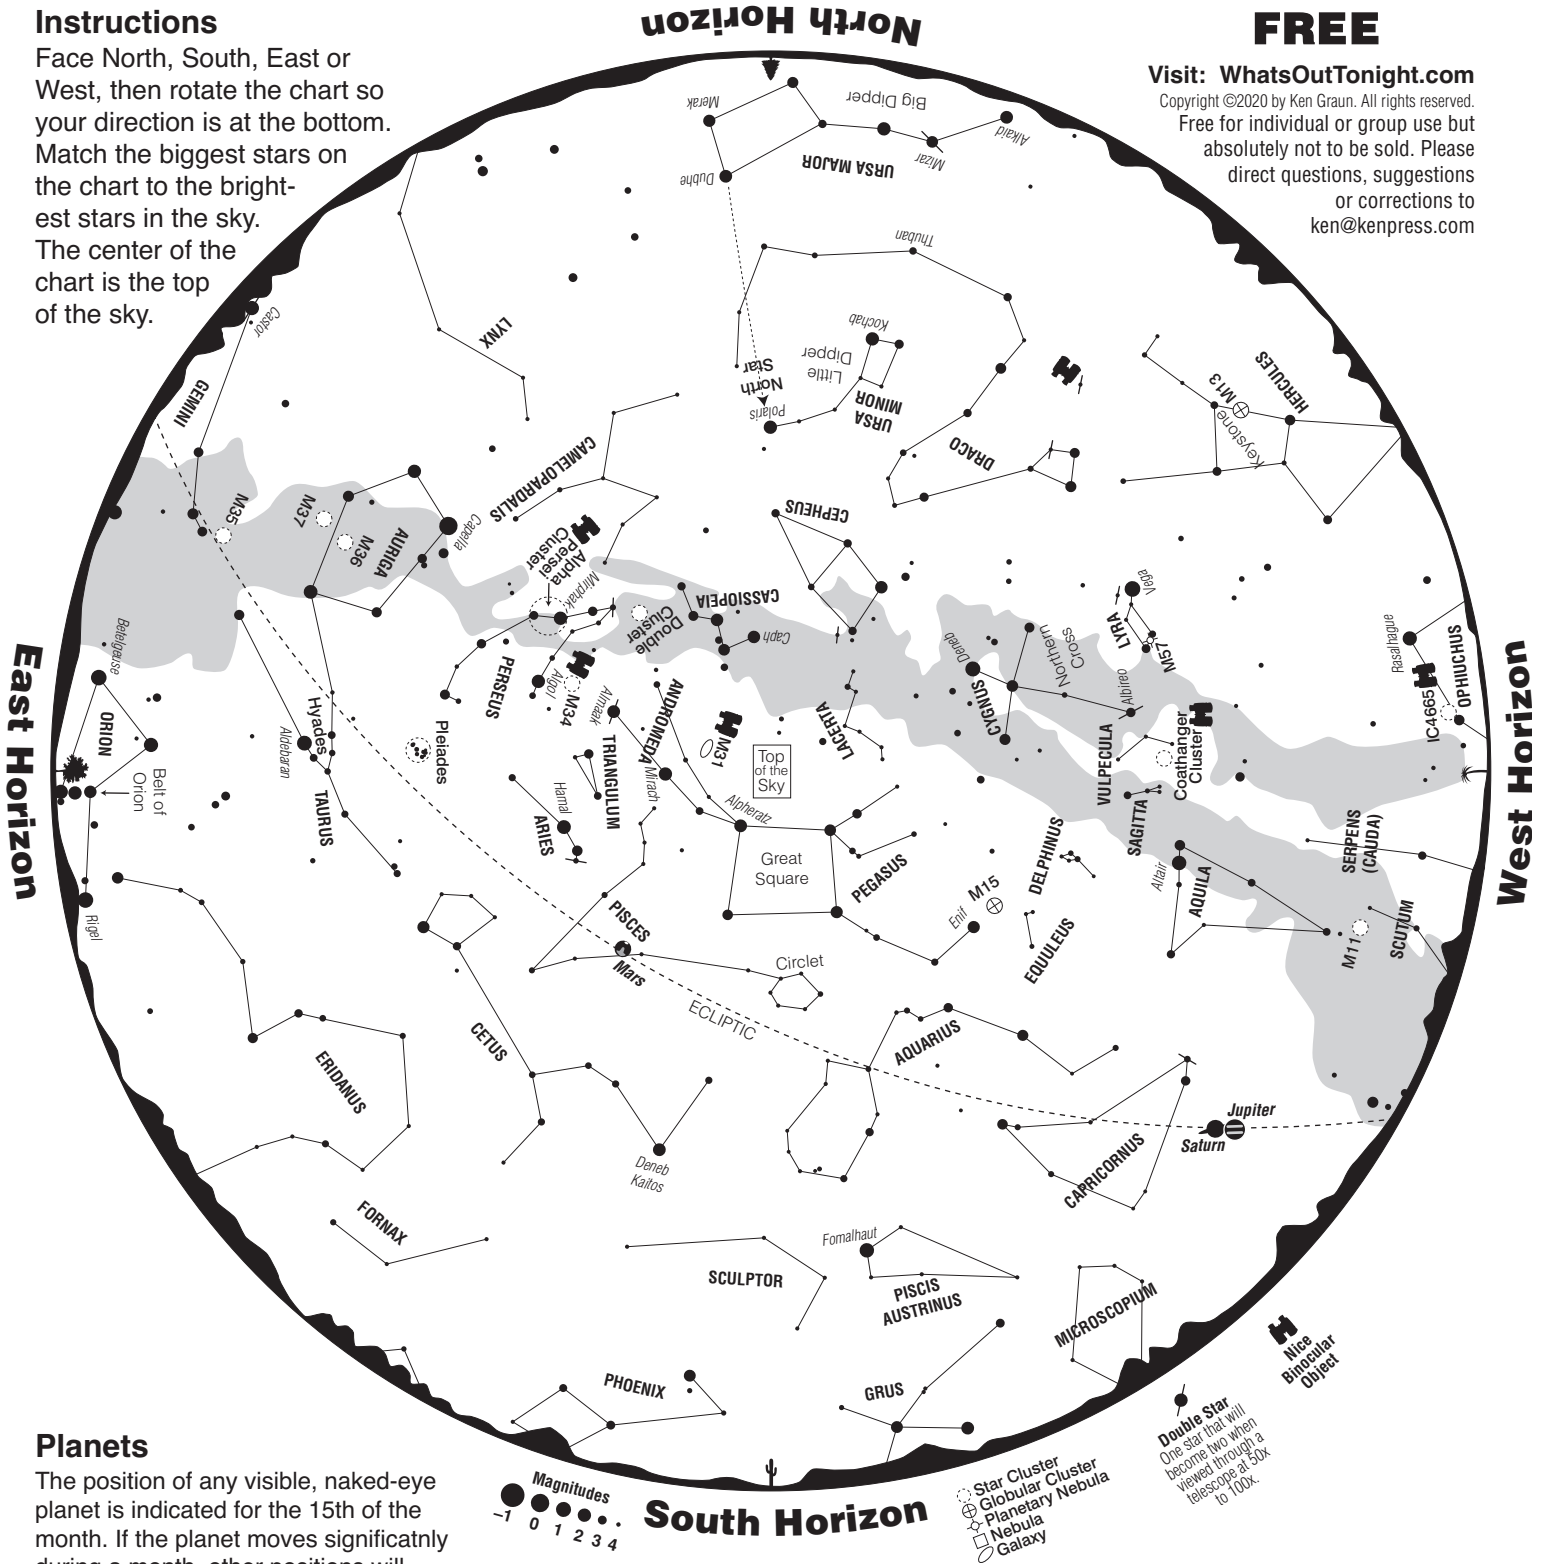 Instructions
Face North, South, East or
West, then rotate the chart so
your direction is at the bottom.
Match the biggest stars on
the chart to the bright-
est stars in the sky.
The center of the
chart is the top
of the sky.
North Horizon
FREE
Visit: WhatsOutTonight.com
Copyright ©2020 by Ken Graun. All rights reserved.
Free for individual or group use but
absolutely not to be sold. Please
direct questions, suggestions
or corrections to
ken@kenpress.com
Merak
Big Dipper
Alkaid
Mizar
URSA MAJOR
Dubhe
Thuban
Castor
LYNX
Kochab
Little
Dipper
North
Star
URSA
MINOR
Polaris
GEMINI
HERCULES
M13
Keystone
DRACO
CAMELOPARDALIS
CEPHEUS
M35
M37
M36
AURIGA
Capella
Alpha
Persei
Cluster
Mirphak
Double
Cluster
CASSIOPEIA
Caph
Vega
LYRA
M57
Deneb
Northern
Cross
Albireo
CYGNUS
Rasalhague
OPHIUCHUS
IC4665
Betelgeuse
ORION
Belt of
Orion
Rigel
East Horizon
West Horizon
Hyades
Aldebaran
TAURUS
Pleiades
PERSEUS
Algol
M34
Almaak
ANDROMEDA
TRIANGULUM
Mirach
M31
Top
of the
Sky
LACERTA
VULPECULA
Coathanger
Cluster
Hamal
ARIES
Alpheratz
Great
Square
PEGASUS
DELPHINUS
SAGITTA
SERPENS
(CAUDA)
Altair
AQUILA
Enif
M15
EQUULEUS
M11
SCUTUM
PISCES
Mars
Circlet
ECLIPTIC
CETUS
AQUARIUS
ERIDANUS
Jupiter
Saturn
CAPRICORNUS
Deneb
Kaitos
FORNAX
Fomalhaut
SCULPTOR
PISCIS
AUSTRINUS
MICROSCOPIUM
PHOENIX
GRUS
Nice
Binocular
Object
Double Star
One star that will
become two when
viewed through a
telescope at 50x
to 100x.
Star Cluster
Globular Cluster
Planetary Nebula
Nebula
Galaxy
South Horizon
Magnitudes
–1 0 1 2 3 4
Planets
The position of any visible, naked-eye
planet is indicated for the 15th of the
month. If the planet moves significatnly
during a month, other positions will